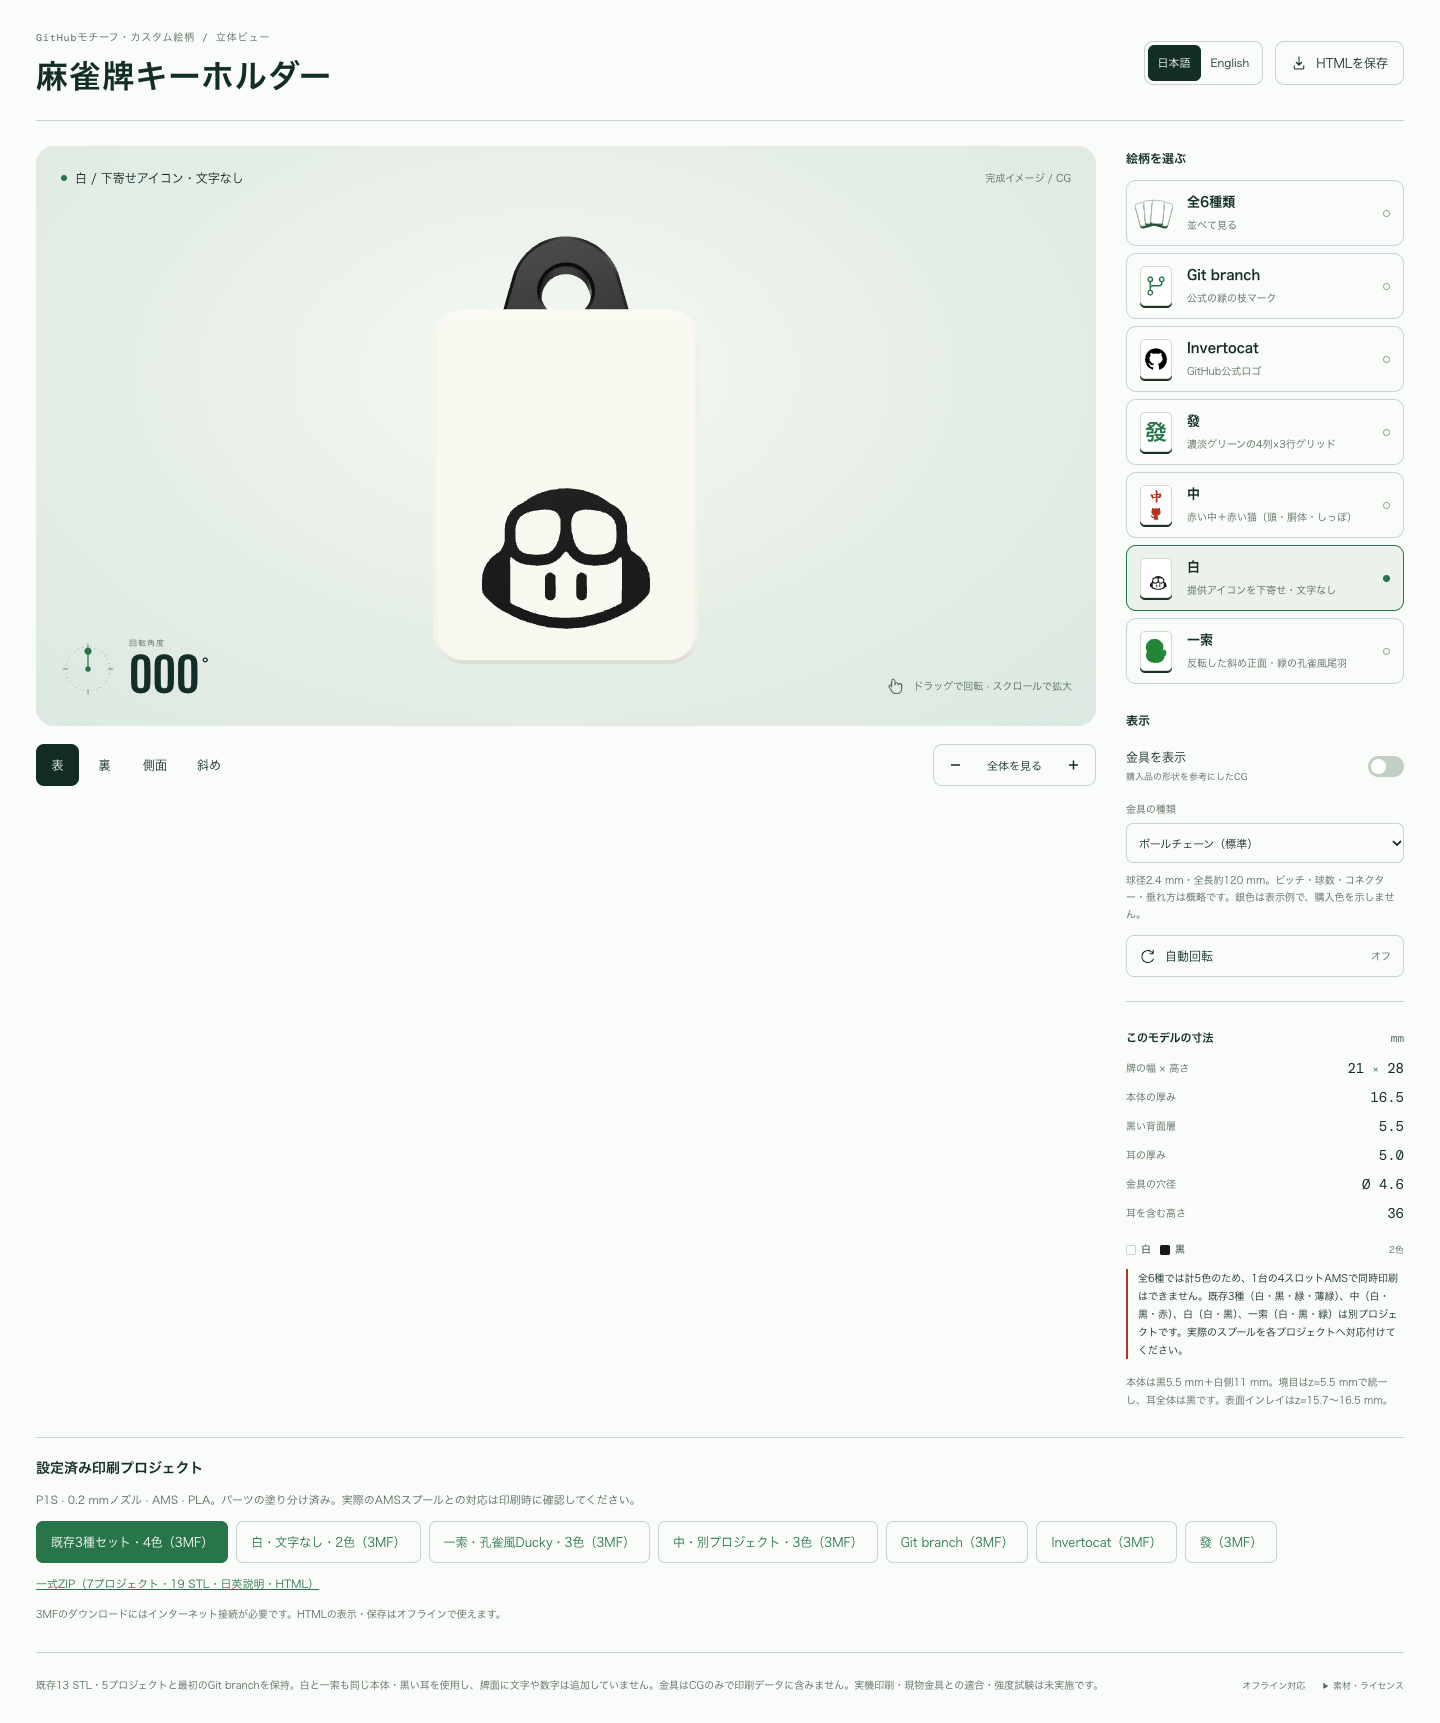 GitHubモチーフ・カスタム絵柄 / 立体ビュー
麻雀牌キーホルダー
日本語 English HTMLを保存
白 / 下寄せアイコン・文字なし
完成イメージ / CG
回転角度
000°
ドラッグで回転 · スクロールで拡大
表 裏 側面 斜め
− 全体を見る +
絵柄を選ぶ
全6種類
並べて見る
Git branch
公式の緑の枝マーク
Invertocat
GitHub公式ロゴ
發
發
濃淡グリーンの4列×3行グリッド
中
中
赤い中＋赤い猫（頭・胴体・しっぽ）
白
提供アイコンを下寄せ・文字なし
一索
反転した斜め正面・緑の孔雀風尾羽
表示
金具を表示
購入品の形状を参考にしたCG
金具の種類
ボールチェーン（標準）
球径2.4 mm・全長約120 mm。ピッチ・球数・コネクタ
ー・垂れ方は概略です。銀色は表示例で、購入色を示しませ
ん。
自動回転 オフ
このモデルの寸法 mm
牌の幅 × 高さ 21 × 28
本体の厚み 16.5
黒い背面層 5.5
耳の厚み 5.0
金具の穴径 Ø 4.6
耳を含む高さ 36
白 黒 2色
全6種では計5色のため、1台の4スロットAMSで同時印刷
はできません。既存3種（白・黒・緑・薄緑）、中（白・
黒・赤）、白（白・黒）、一索（白・黒・緑）は別プロジェ
クトです。実際のスプールを各プロジェクトへ対応付けて
ください。
本体は黒5.5 mm＋白側11 mm。境目はz=5.5 mmで統一
し、耳全体は黒です。表面インレイはz=15.7〜16.5 mm。
設定済み印刷プロジェクト
P1S · 0.2 mmノズル · AMS · PLA。パーツの塗り分け済み。実際のAMSスプールとの対応は印刷時に確認してください。
既存3種セット・4色（3MF） 白・文字なし・2色（3MF） 一索・孔雀風Ducky・3色（3MF） 中・別プロジェクト・3色（3MF） Git branch（3MF） Invertocat（3MF） 發（3MF）
一式ZIP（7プロジェクト・19 STL・日英説明・HTML）
3MFのダウンロードにはインターネット接続が必要です。HTMLの表示・保存はオフラインで使えます。
既存13 STL・5プロジェクトと最初のGit branchを保持。白と一索も同じ本体・黒い耳を使用し、牌面に文字や数字は追加していません。金具はCGのみで印刷データに含みません。実機印刷・現物金具との適合・強度試験は未実施です。
オフライン対応 ▶ 素材・ライセンス